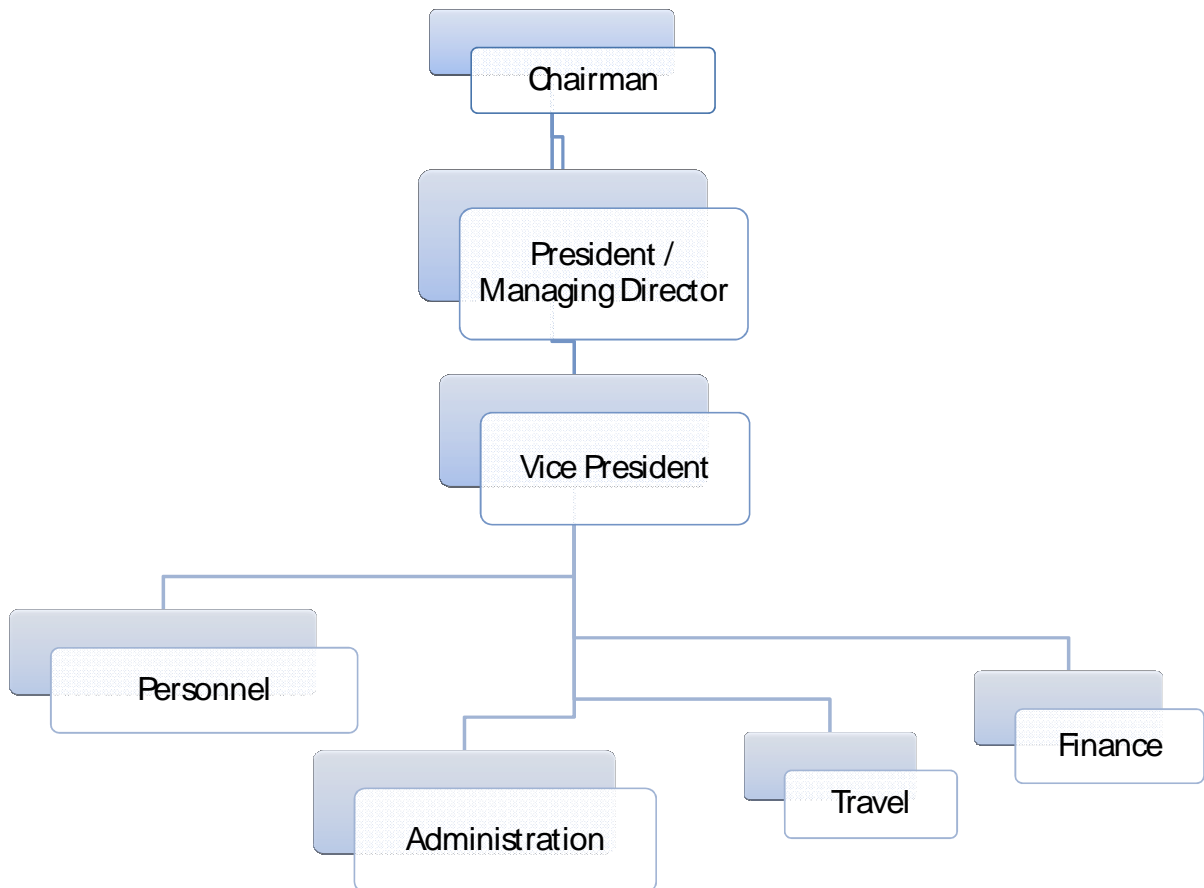 Chairman
President /
Managing Director
Vice President
Personnel
Finance
Travel
Administration